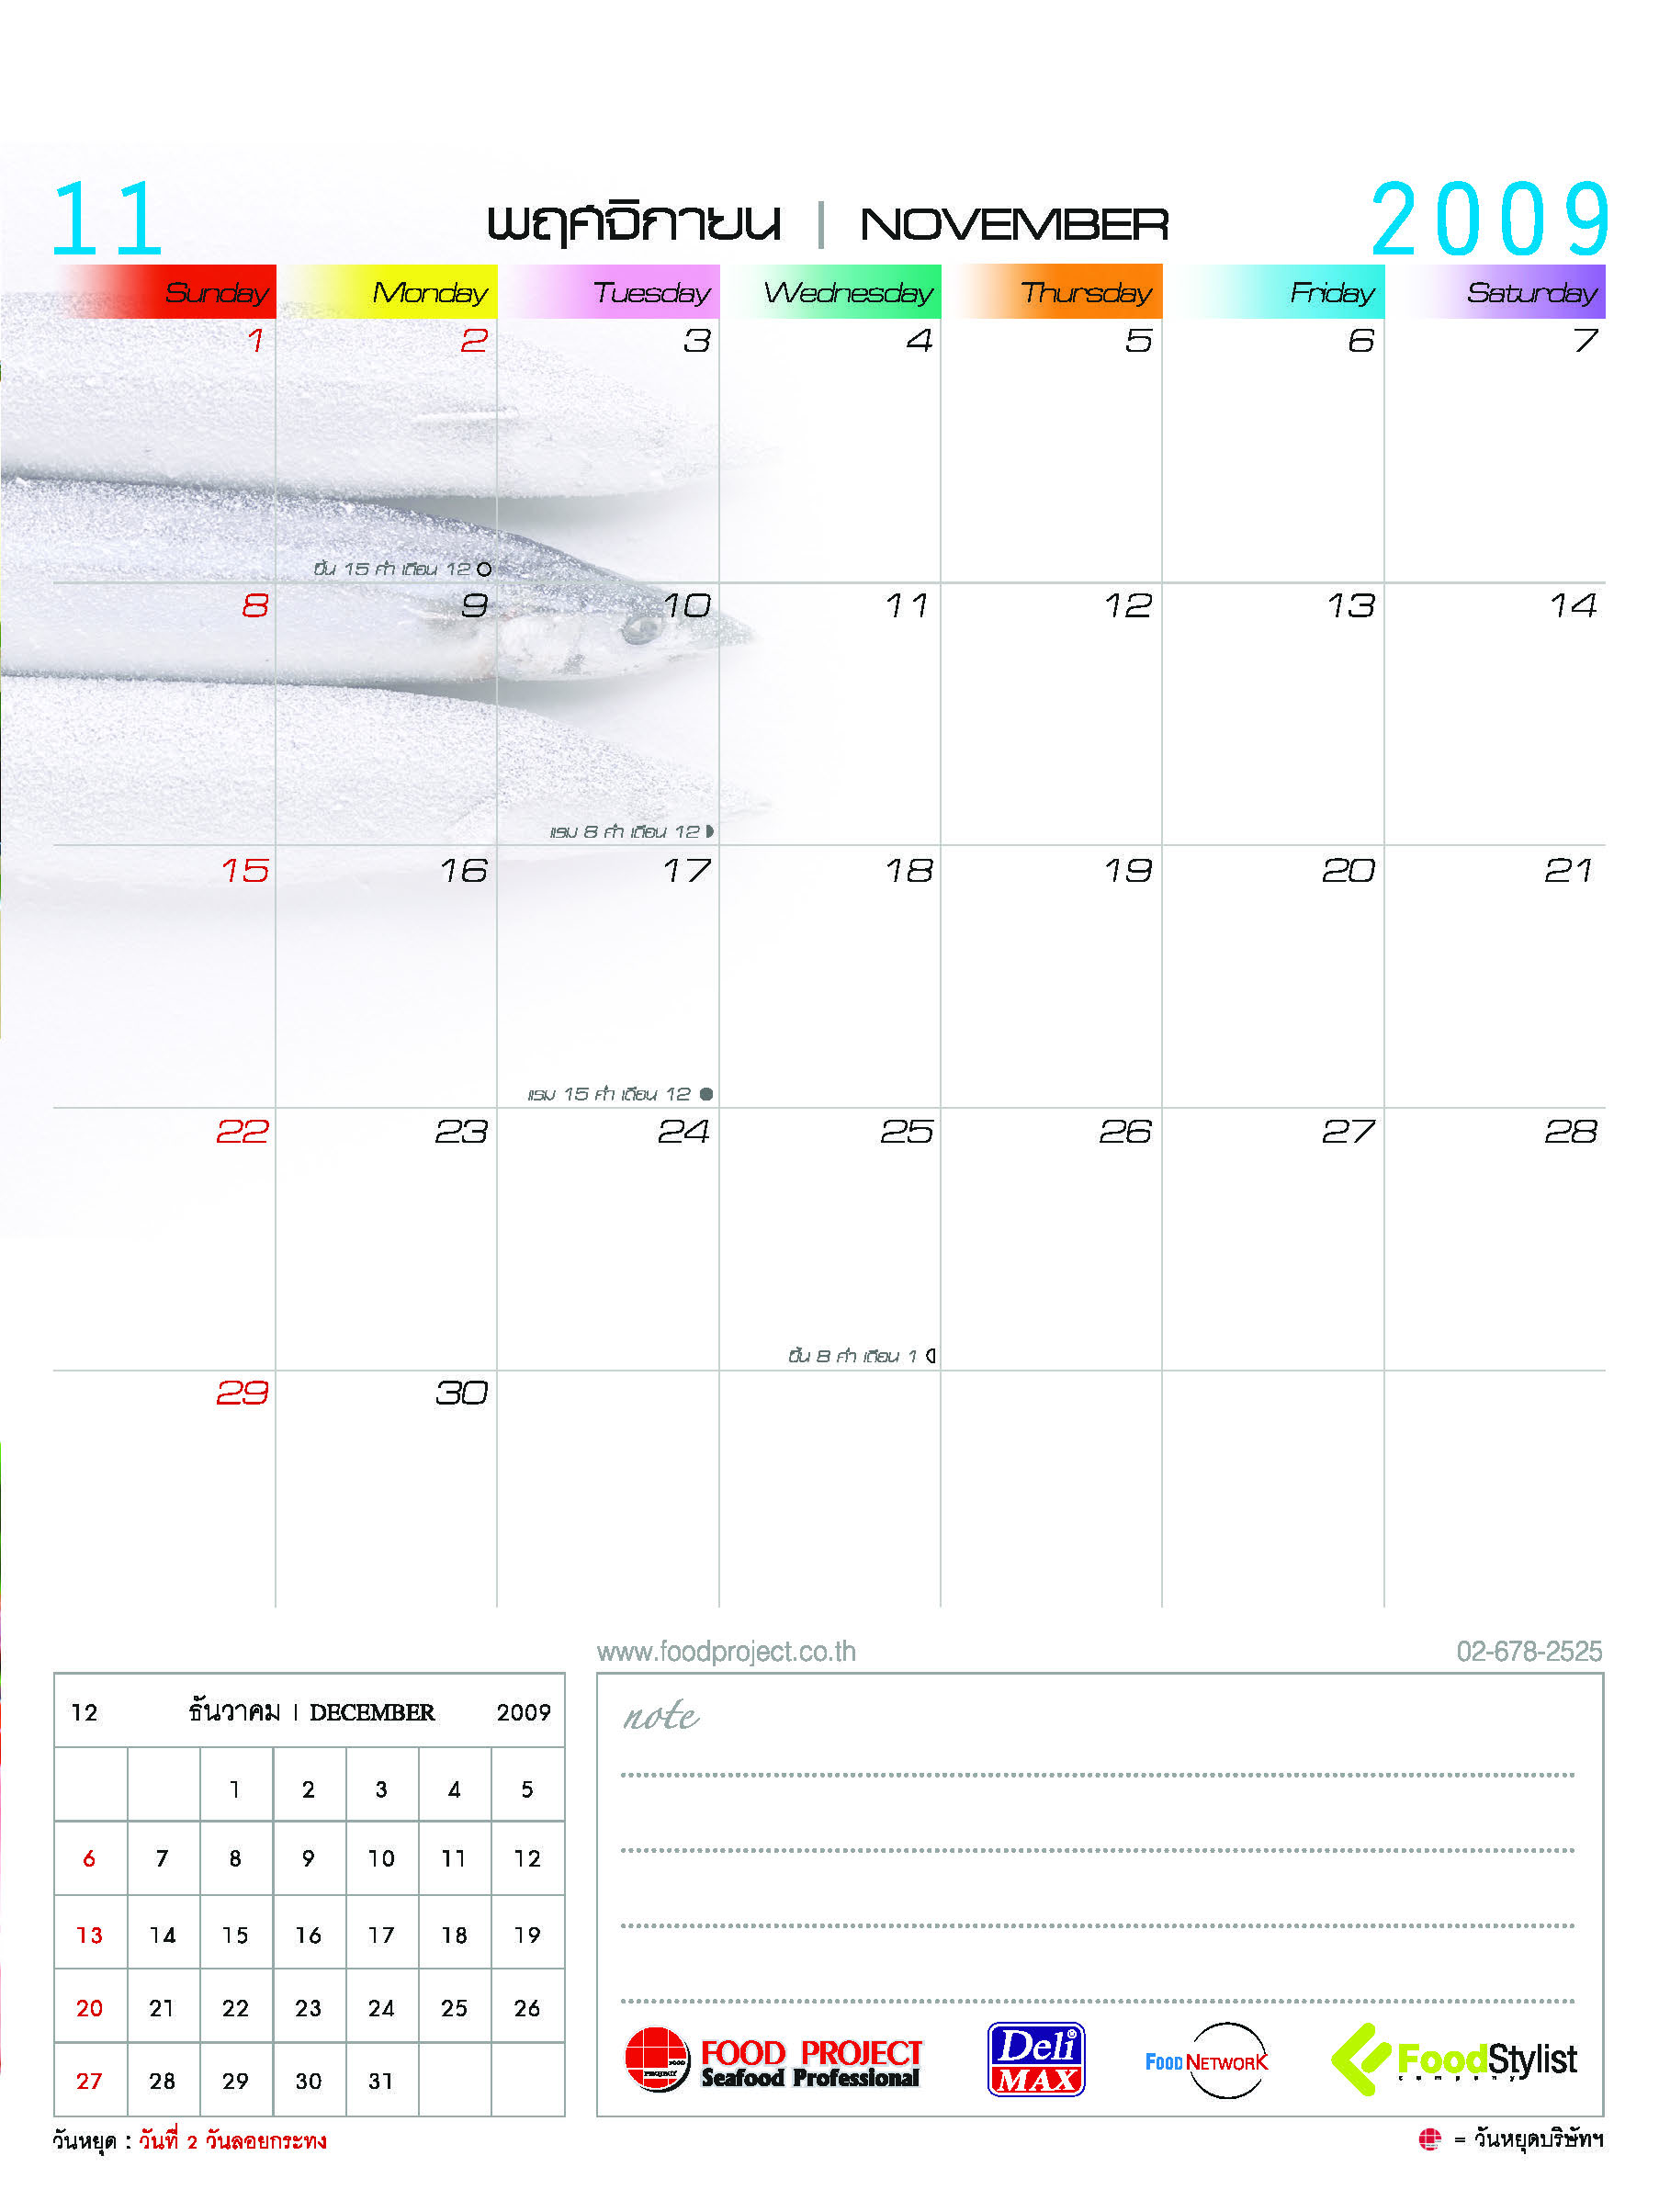 11 พฤศจิกายน | NOVEMBER 2009
Sunday Monday Tuesday Wednesday Thursday Friday Saturday
1 2 3 4 5 6 7
ขึ้น 15 ค่ำ เดือน 12
8 9 10 11 12 13 14
แรม 8 ค่ำ เดือน 12
15 16 17 18 19 20 21
แรม 15 ค่ำ เดือน 12
22 23 24 25 26 27 28
ขึ้น 8 ค่ำ เดือน 1
29 30
www.foodproject.co.th 02-678-2525
12 ธันวาคม | DECEMBER 2009
1 2 3 4 5
6 7 8 9 10 11 12
13 14 15 16 17 18 19
20 21 22 23 24 25 26
27 28 29 30 31
note
FOOD PROJECT
FOOD PROJECT
Seafood Professional
Deli®
MAX
FOOD NETWORK
FoodStylist
company
วันหยุด : วันที่ 2 วันลอยกระทง
= วันหยุดบริษัทฯ